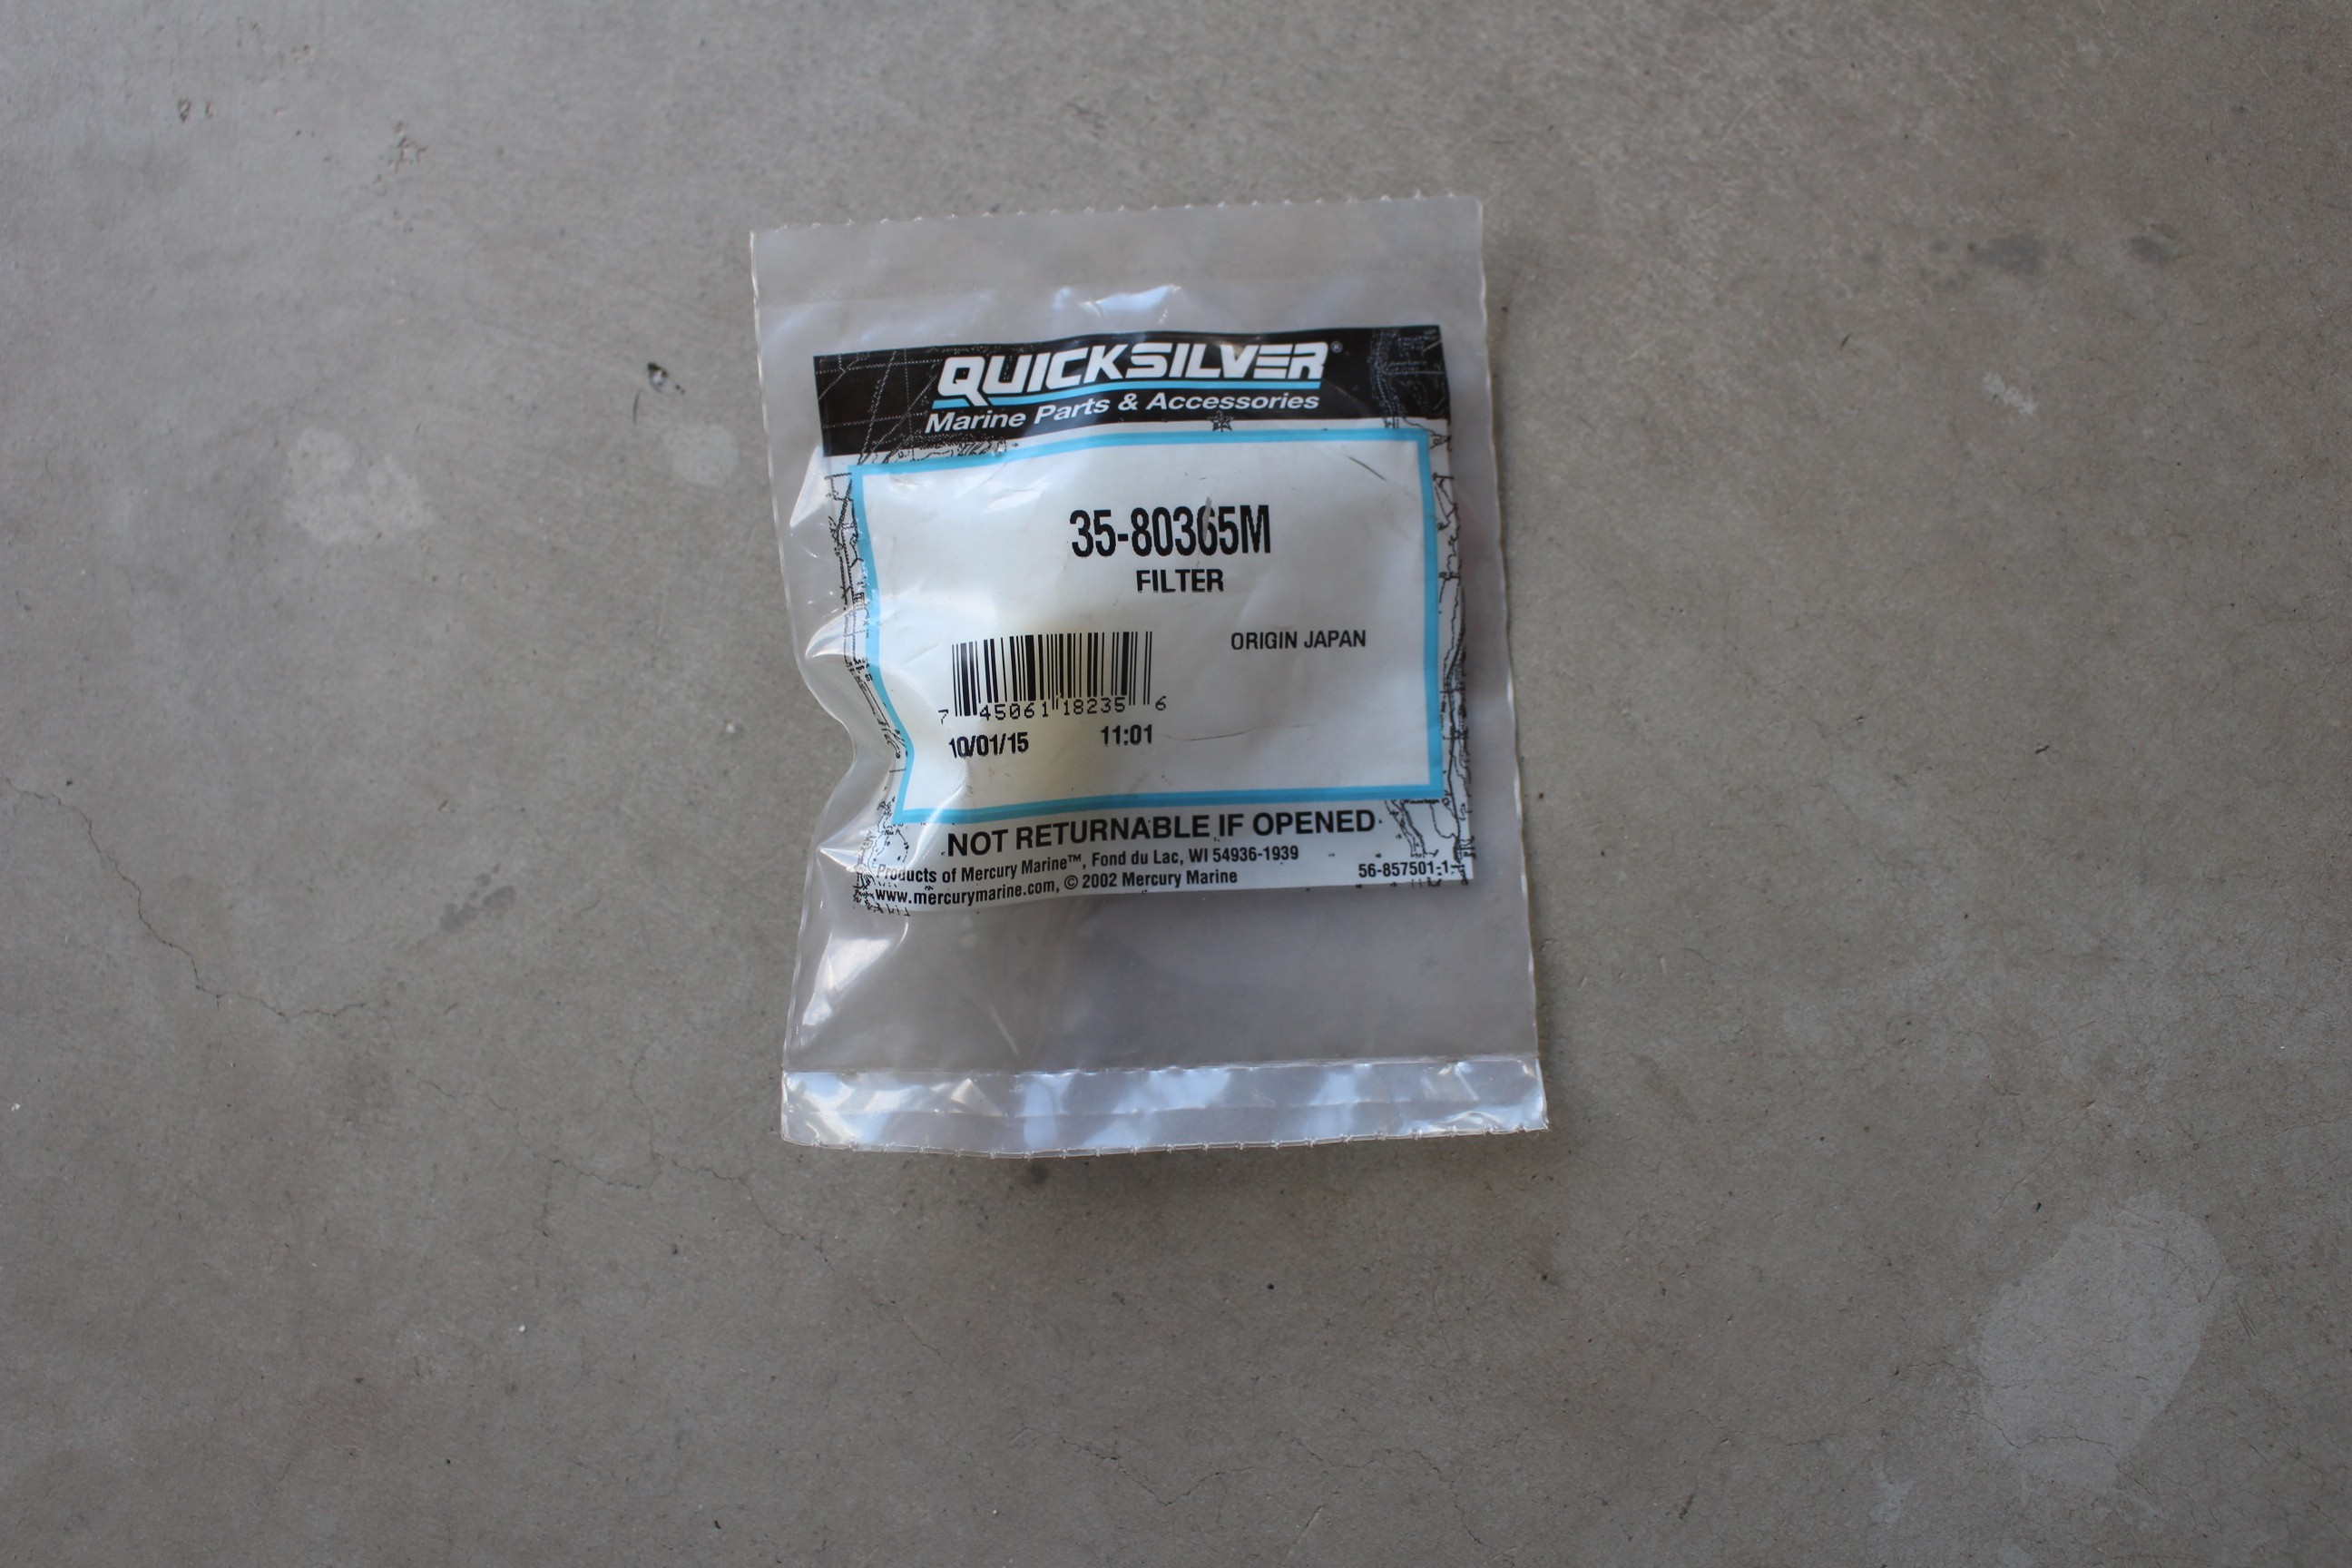 QUICKSILVER®
Marine Parts & Accessories
35-80365M
FILTER
ORIGIN JAPAN
7 45061 18235 6
10/01/15 11:01
NOT RETURNABLE IF OPENED
Products of Mercury Marine™, Fond du Lac, WI 54936-1939
www.mercurymarine.com, © 2002 Mercury Marine 56-857501-1